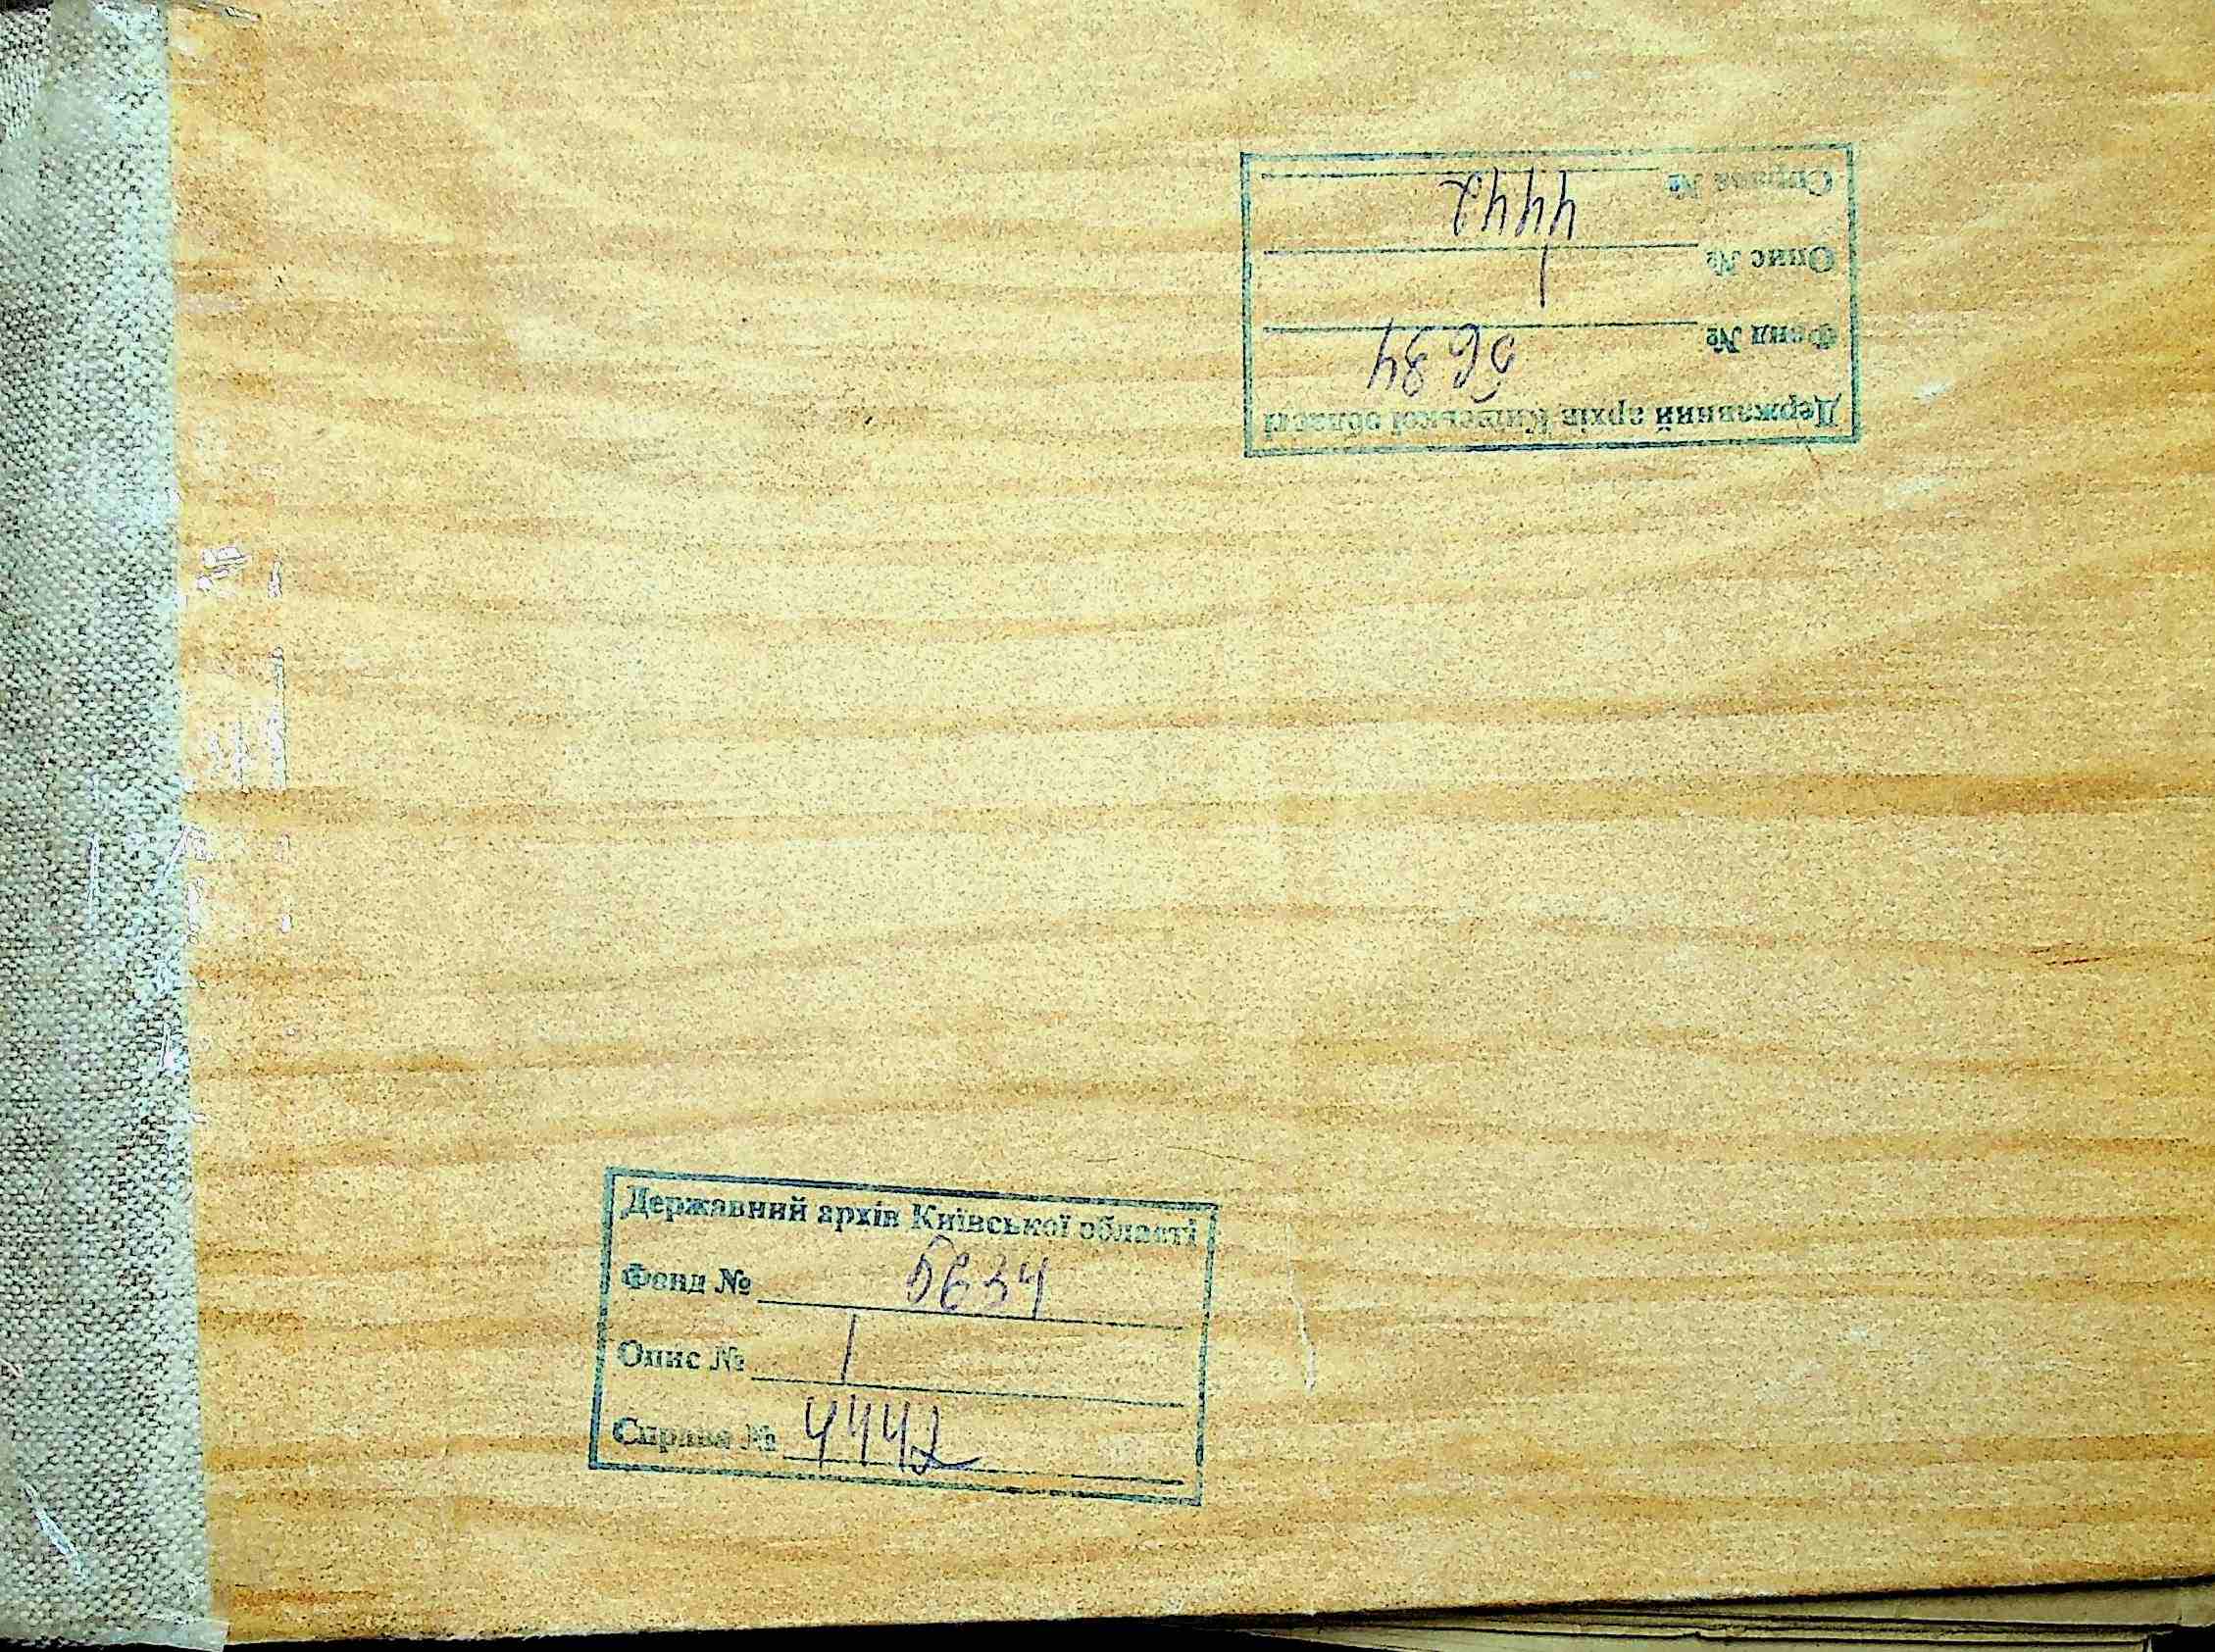 Справа № 4442
Опис № 1
Фонд № 5634
Державний архів Київської області
Державний архів Київської області
Фонд № 5634
Опис № 1
Справа № 4442